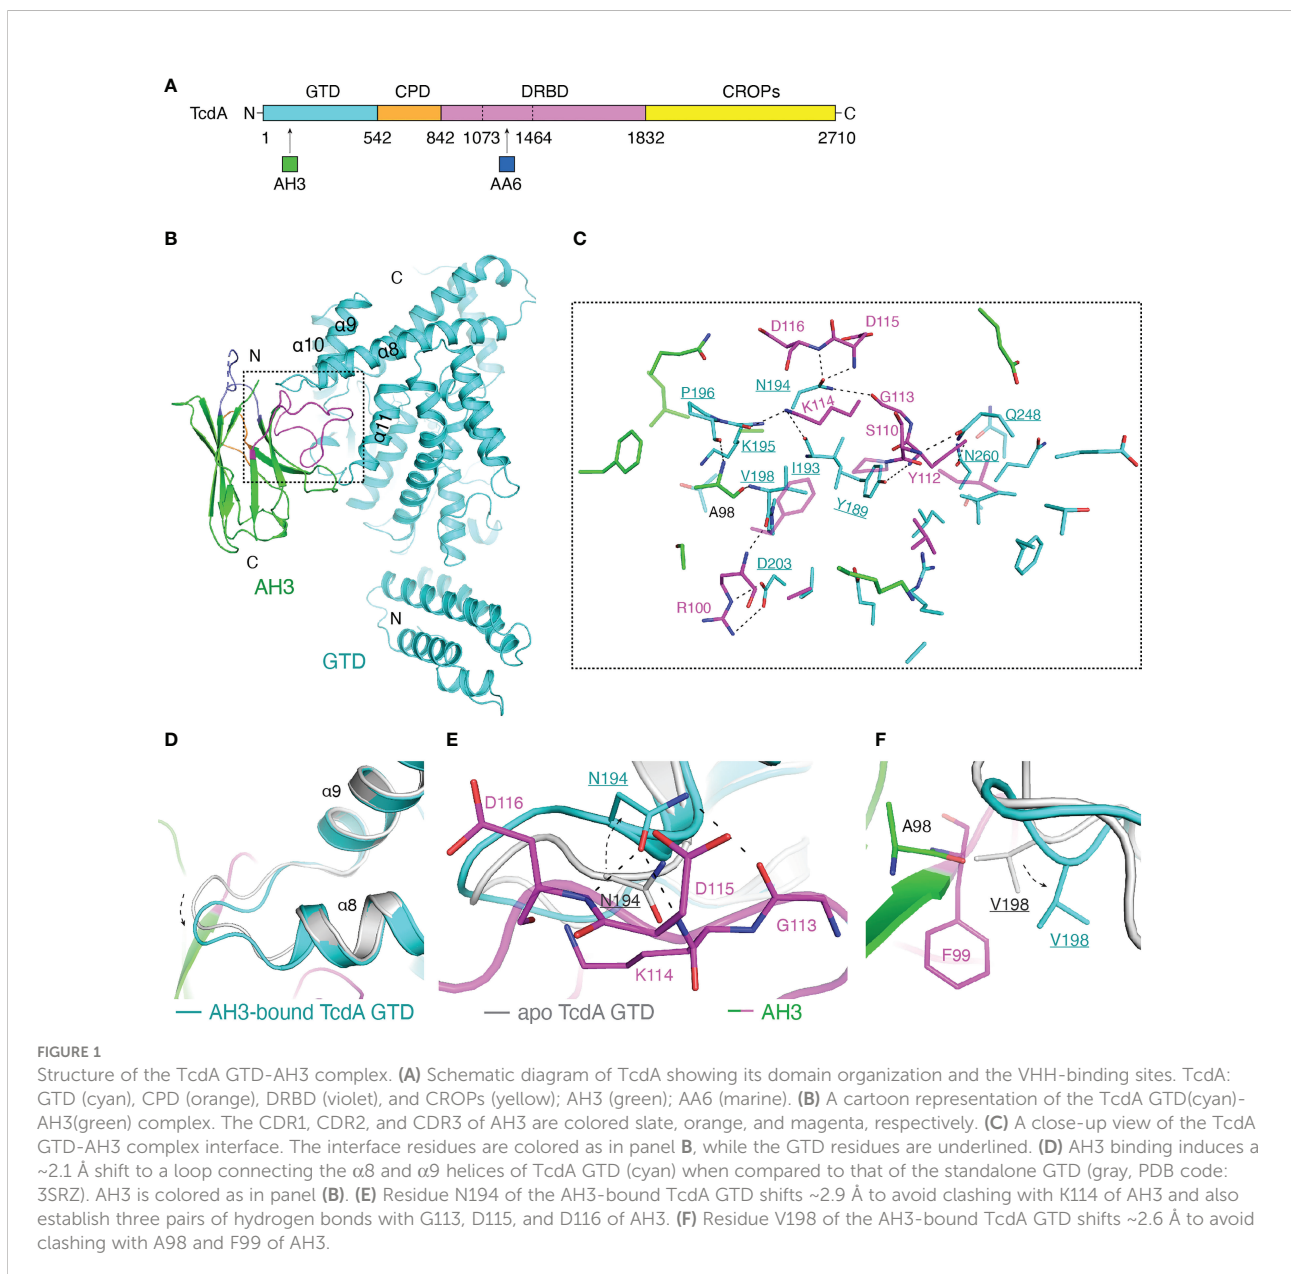 A
GTD CPD DRBD CROPs
TcdA N C
1 542 842 1073 1464 1832 2710
AH3 AA6
B
C
α9
α10
α8
N
α11
C
AH3
N
GTD
C
D116 D115
P196 N194 G113
K114
S110 Q248
K195 I193 N260
V198 Y112
A98 Y189
D203
R100
D
α9
α8
E
N194
D116
D115
N194
G113
K114
F
A98
V198
V198
F99
AH3-bound TcdA GTD apo TcdA GTD AH3
FIGURE 1
Structure of the TcdA GTD-AH3 complex. (A) Schematic diagram of TcdA showing its domain organization and the VHH-binding sites. TcdA:
GTD (cyan), CPD (orange), DRBD (violet), and CROPs (yellow); AH3 (green); AA6 (marine). (B) A cartoon representation of the TcdA GTD(cyan)-
AH3(green) complex. The CDR1, CDR2, and CDR3 of AH3 are colored slate, orange, and magenta, respectively. (C) A close-up view of the TcdA
GTD-AH3 complex interface. The interface residues are colored as in panel B, while the GTD residues are underlined. (D) AH3 binding induces a
~2.1 Å shift to a loop connecting the α8 and α9 helices of TcdA GTD (cyan) when compared to that of the standalone GTD (gray, PDB code:
3SRZ). AH3 is colored as in panel (B). (E) Residue N194 of the AH3-bound TcdA GTD shifts ~2.9 Å to avoid clashing with K114 of AH3 and also
establish three pairs of hydrogen bonds with G113, D115, and D116 of AH3. (F) Residue V198 of the AH3-bound TcdA GTD shifts ~2.6 Å to avoid
clashing with A98 and F99 of AH3.